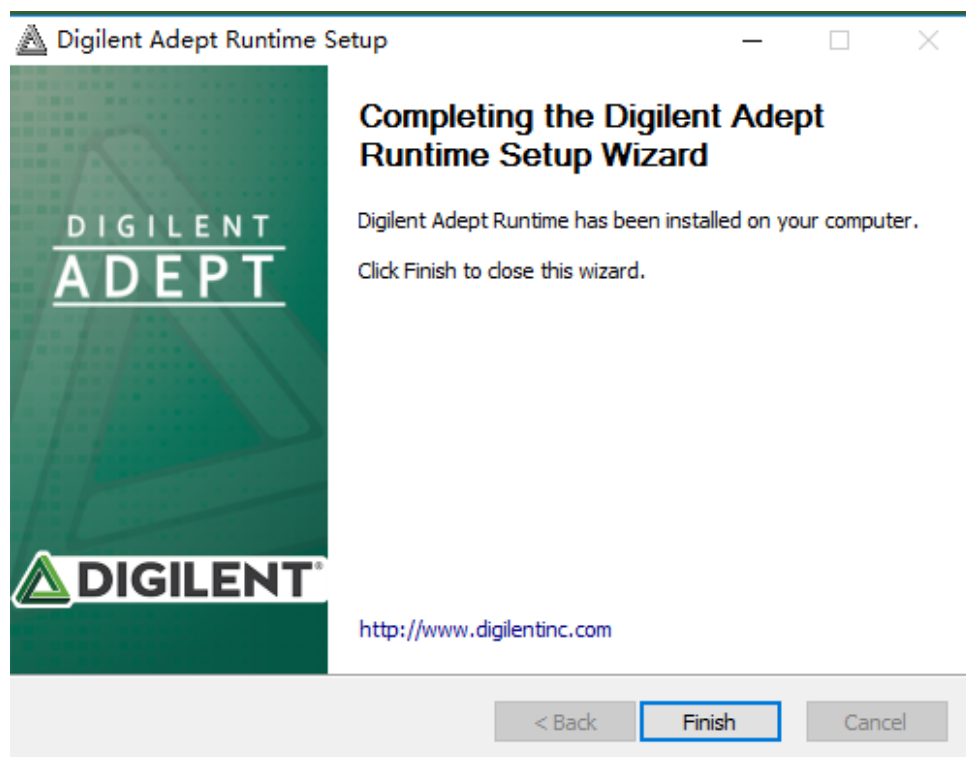 Digilent Adept Runtime Setup
Completing the Digilent Adept
Runtime Setup Wizard
Digilent Adept Runtime has been installed on your computer.
Click Finish to close this wizard.
DIGILENT
ADEPT
DIGILENT®
http://www.digilentinc.com
< Back
Finish
Cancel